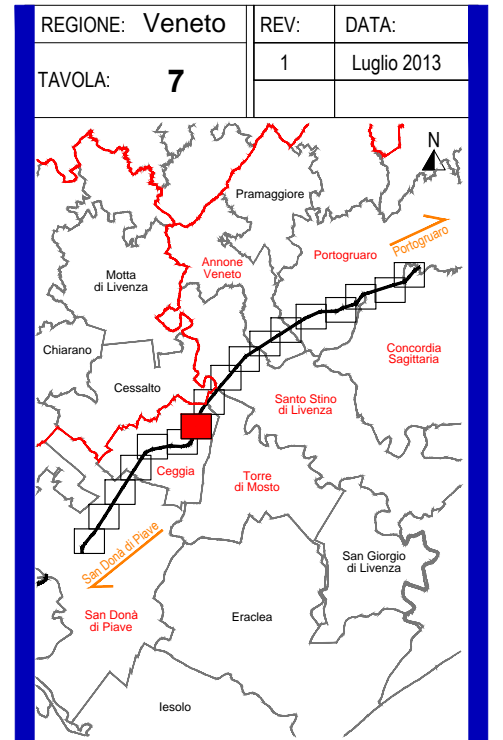 REGIONE: Veneto
REV:
DATA:
TAVOLA: 7
1
Luglio 2013
N
Pramaggiore
Portogruaro
Annone
Veneto
Portogruaro
Motta
di Livenza
Chiarano
Concordia
Sagittaria
Cessalto
Santo Stino
di Livenza
Ceggia
Torre
di Mosto
San Donà di Piave
San Giorgio
di Livenza
San Donà
di Piave
Eraclea
Iesolo